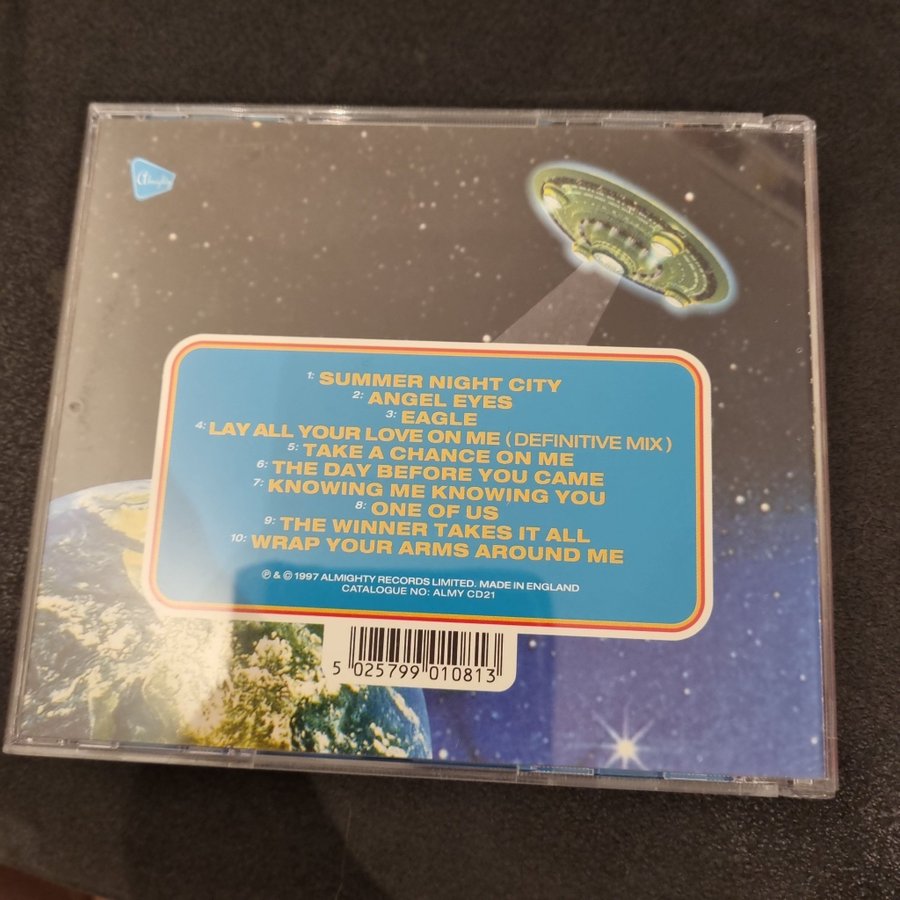 Almighty
1: SUMMER NIGHT CITY
2: ANGEL EYES
3: EAGLE
4: LAY ALL YOUR LOVE ON ME (DEFINITIVE MIX)
5: TAKE A CHANCE ON ME
6: THE DAY BEFORE YOU CAME
7: KNOWING ME KNOWING YOU
8: ONE OF US
9: THE WINNER TAKES IT ALL
10: WRAP YOUR ARMS AROUND ME
℗ & © 1997 ALMIGHTY RECORDS LIMITED. MADE IN ENGLAND
CATALOGUE NO: ALMY CD21
5 025799 010813